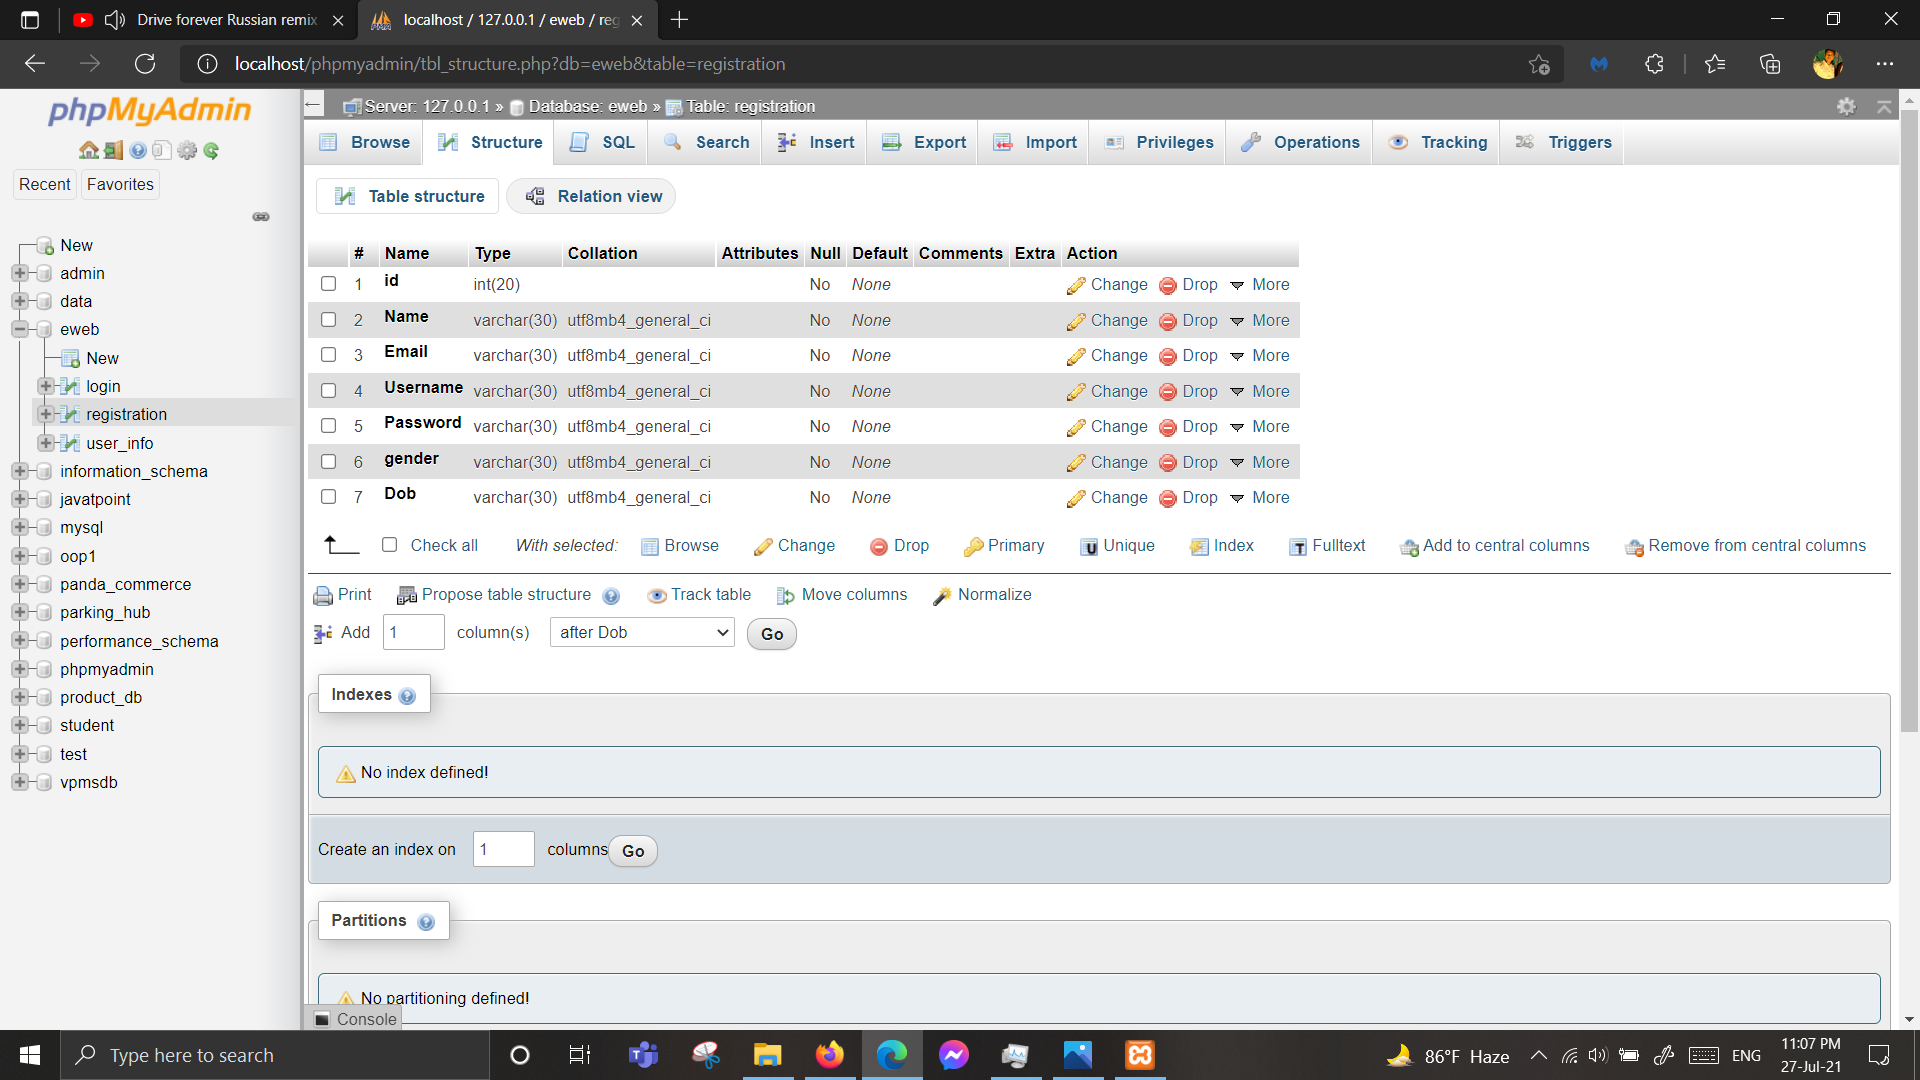 Drive forever Russian remix
localhost / 127.0.0.1 / eweb / reg
localhost/phpmyadmin/tbl_structure.php?db=eweb&table=registration
phpMyAdmin
Recent Favorites
New
admin
data
eweb
New
login
registration
user_info
information_schema
javatpoint
mysql
oop1
panda_commerce
parking_hub
performance_schema
phpmyadmin
product_db
student
test
vpmsdb
Server: 127.0.0.1 » Database: eweb » Table: registration
Browse Structure SQL Search Insert Export Import Privileges Operations Tracking Triggers
Table structure Relation view
# Name Type Collation Attributes Null Default Comments Extra Action
1 id int(20) No None Change Drop More
2 Name varchar(30) utf8mb4_general_ci No None Change Drop More
3 Email varchar(30) utf8mb4_general_ci No None Change Drop More
4 Username varchar(30) utf8mb4_general_ci No None Change Drop More
5 Password varchar(30) utf8mb4_general_ci No None Change Drop More
6 gender varchar(30) utf8mb4_general_ci No None Change Drop More
7 Dob varchar(30) utf8mb4_general_ci No None Change Drop More
Check all With selected: Browse Change Drop Primary Unique Index Fulltext Add to central columns Remove from central columns
Print Propose table structure Track table Move columns Normalize
Add 1 column(s) after Dob Go
Indexes
No index defined!
Create an index on 1 columns Go
Partitions
No partitioning defined!
Console
Type here to search
86°F Haze ENG 11:07 PM
27-Jul-21